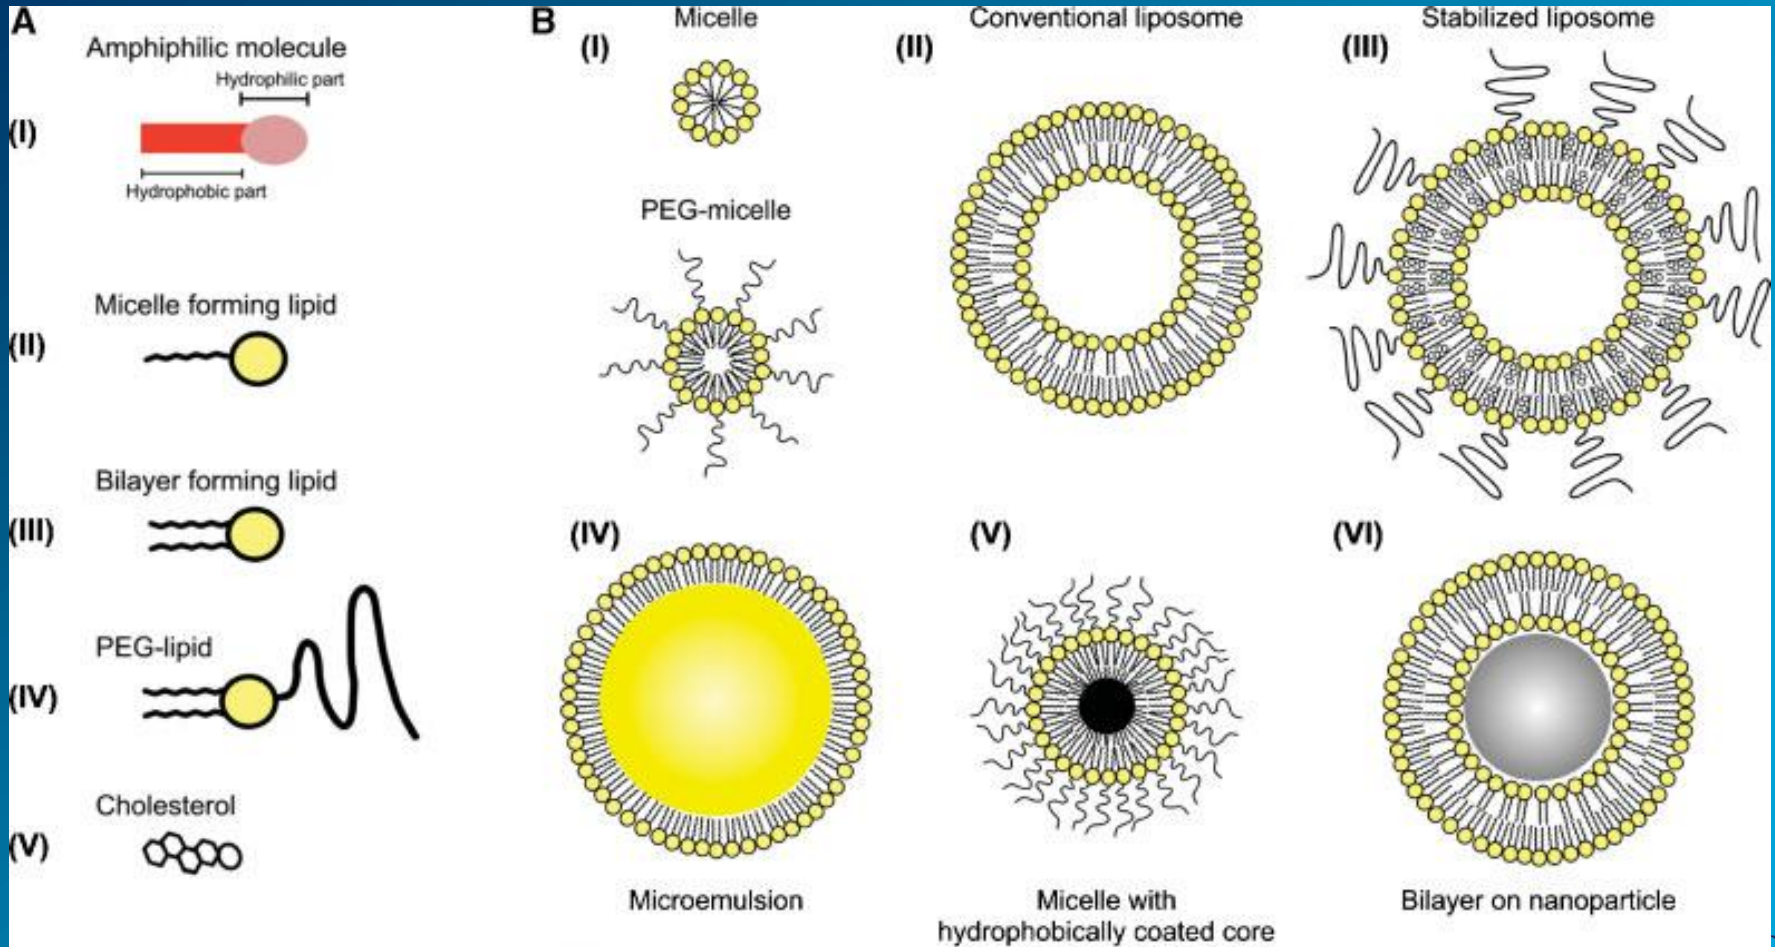 A
Amphiphilic molecule
Hydrophilic part
(I)
Hydrophobic part
Micelle forming lipid
(II)
Bilayer forming lipid
(III)
PEG-lipid
(IV)
Cholesterol
(V)
B
Micelle
(I)
PEG-micelle
Conventional liposome
(II)
Stabilized liposome
(III)
(IV)
Microemulsion
(V)
Micelle with
hydrophobically coated core
(VI)
Bilayer on nanoparticle